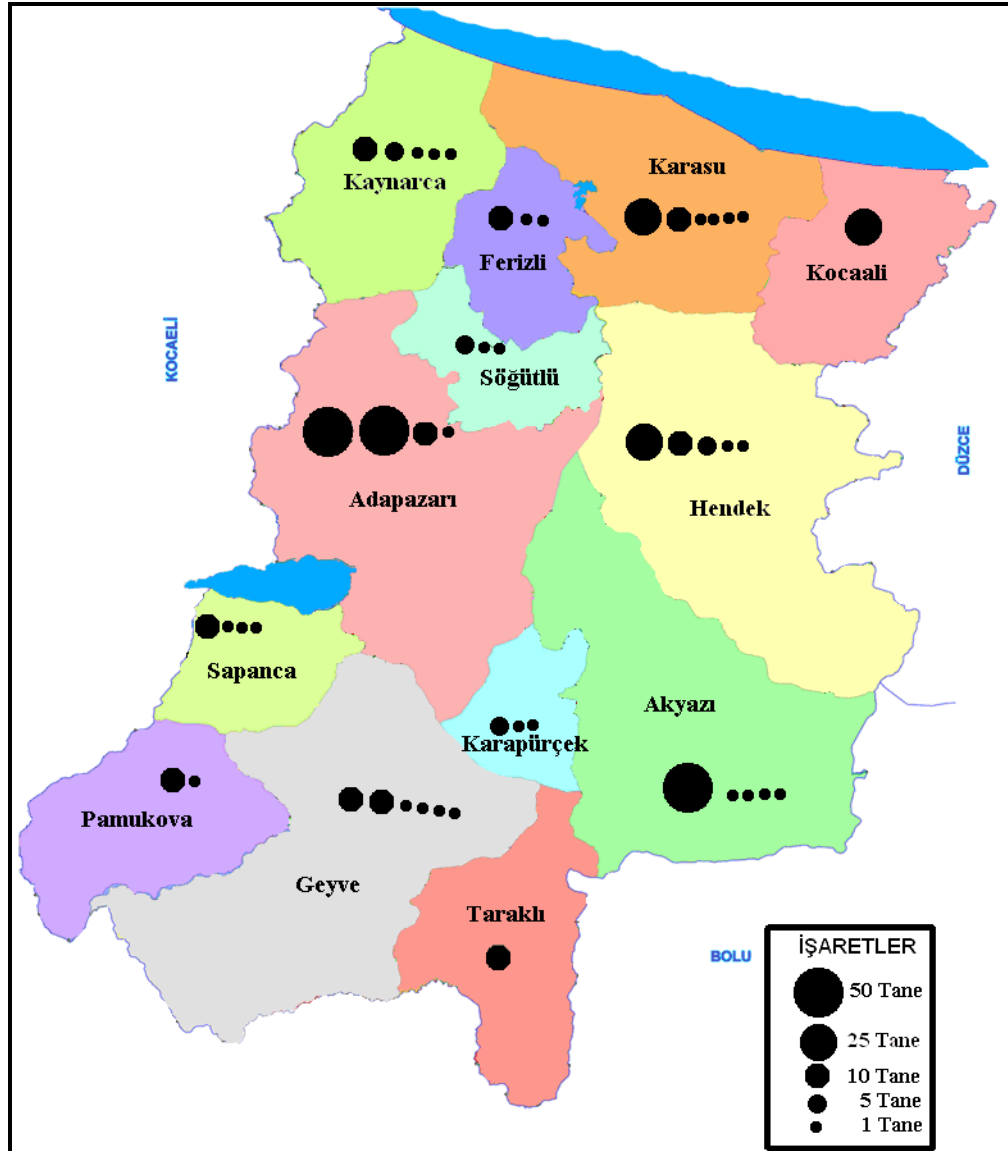 Kaynarca
Karasu
Ferizli
Kocaali
KOCAELİ
Söğütlü
Adapazarı
Hendek
DÜZCE
Sapanca
Akyazı
Karapürçek
Pamukova
Geyve
Taraklı
BOLU
İŞARETLER
50 Tane
25 Tane
10 Tane
5 Tane
1 Tane